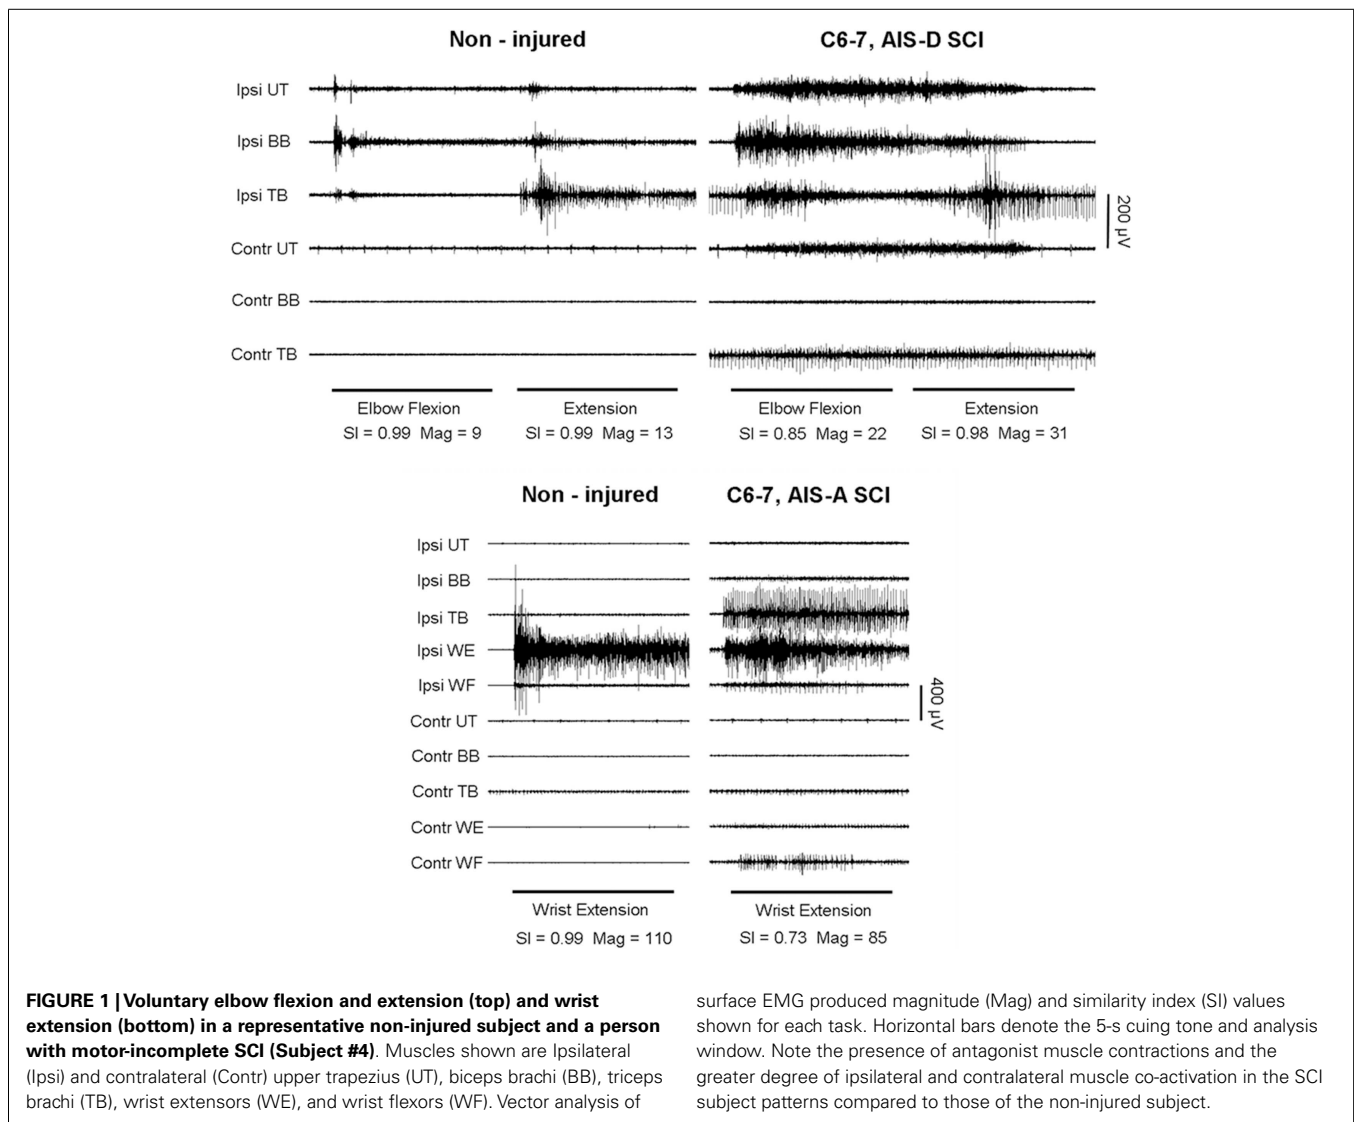 Non - injured
C6-7, AIS-D SCI
Ipsi UT
Ipsi BB
Ipsi TB
Contr UT
Contr BB
Contr TB
200 µV
Elbow Flexion
Extension
Elbow Flexion
Extension
SI = 0.99 Mag = 9
SI = 0.99 Mag = 13
SI = 0.85 Mag = 22
SI = 0.98 Mag = 31
Non - injured
C6-7, AIS-A SCI
Ipsi UT
Ipsi BB
Ipsi TB
Ipsi WE
Ipsi WF
Contr UT
Contr BB
Contr TB
Contr WE
Contr WF
400 µV
Wrist Extension
Wrist Extension
SI = 0.99 Mag = 110
SI = 0.73 Mag = 85
FIGURE 1 | Voluntary elbow flexion and extension (top) and wrist
extension (bottom) in a representative non-injured subject and a person
with motor-incomplete SCI (Subject #4). Muscles shown are Ipsilateral
(Ipsi) and contralateral (Contr) upper trapezius (UT), biceps brachi (BB), triceps
brachi (TB), wrist extensors (WE), and wrist flexors (WF). Vector analysis of
surface EMG produced magnitude (Mag) and similarity index (SI) values
shown for each task. Horizontal bars denote the 5-s cuing tone and analysis
window. Note the presence of antagonist muscle contractions and the
greater degree of ipsilateral and contralateral muscle co-activation in the SCI
subject patterns compared to those of the non-injured subject.